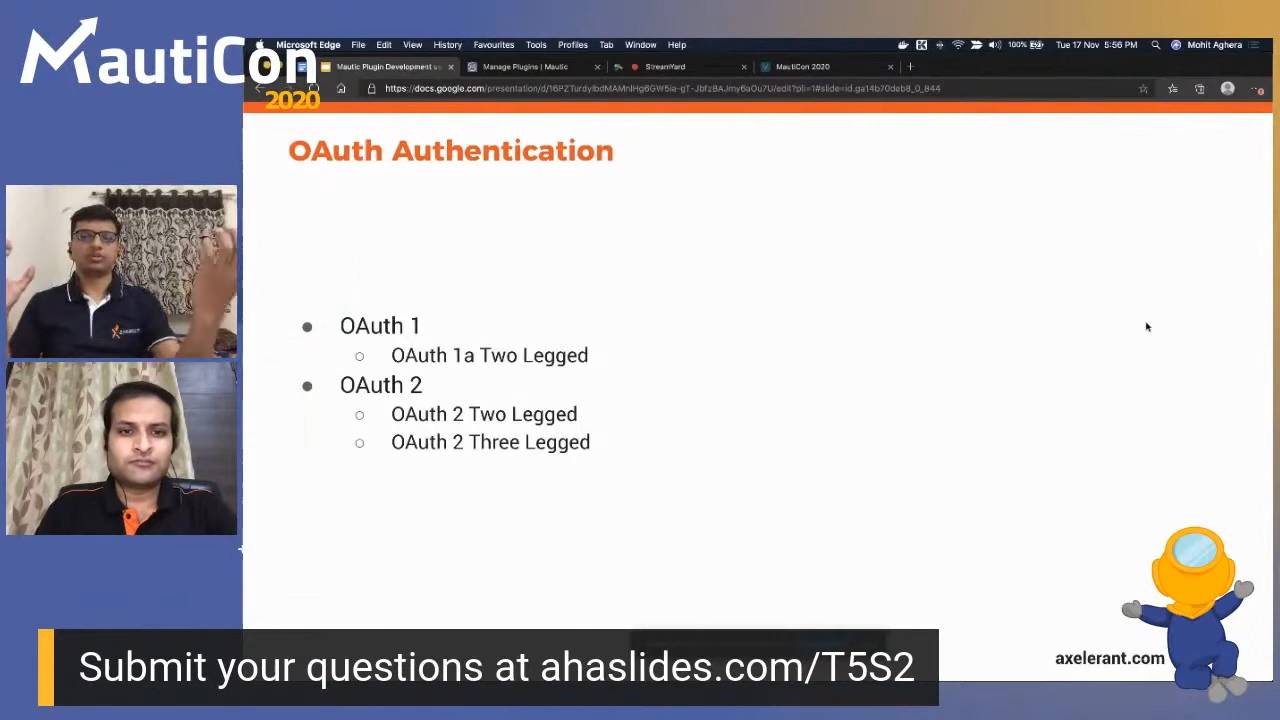 MautiCon
2020
Microsoft Edge File Edit View History Favourites Tools Profiles Tab Window Help 100% Tue 17 Nov 5:56 PM Mohit Aghera
Mautic Plugin Development us Manage Plugins | Mautic StreamYard MautiCon 2020
OAuth Authentication
OAuth 1
OAuth 1a Two Legged
OAuth 2
OAuth 2 Two Legged
OAuth 2 Three Legged
axelerant.com
Submit your questions at ahaslides.com/T5S2